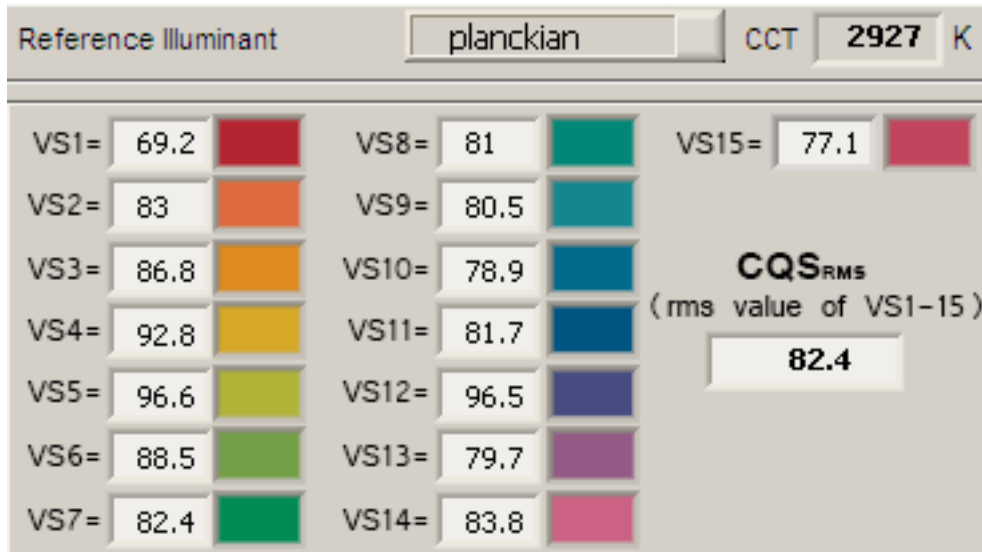 Reference Illuminant planckian CCT 2927 K
VS1= 69.2 VS8= 81 VS15= 77.1
VS2= 83 VS9= 80.5
VS3= 86.8 VS10= 78.9 CQSRMS
(rms value of VS1-15)
VS4= 92.8 VS11= 81.7
82.4
VS5= 96.6 VS12= 96.5
VS6= 88.5 VS13= 79.7
VS7= 82.4 VS14= 83.8